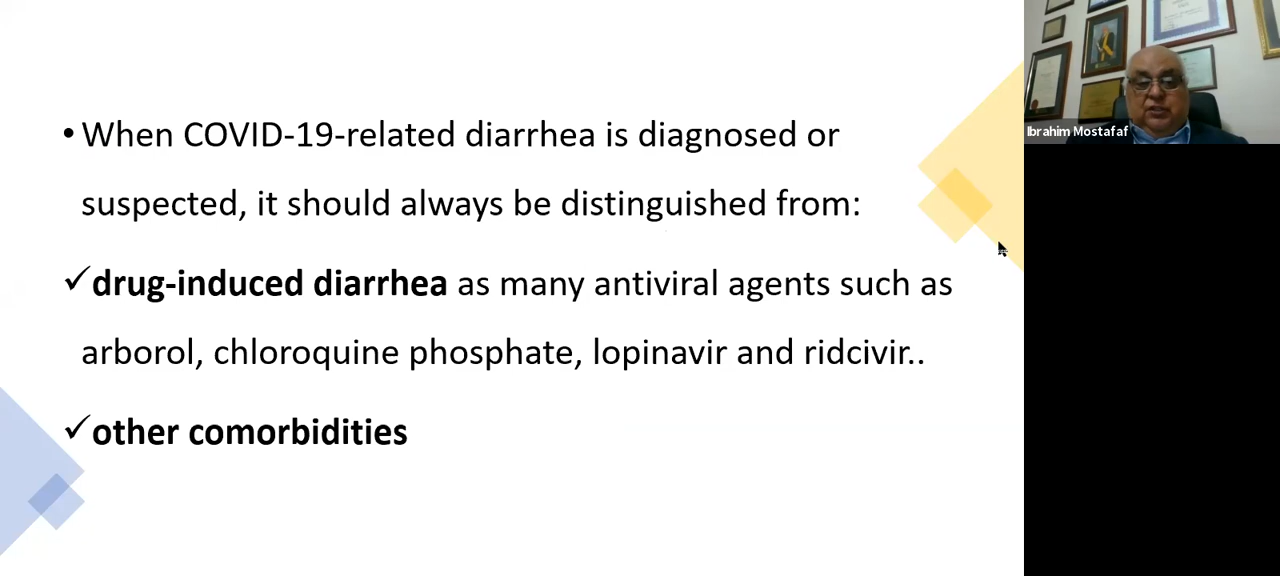 • When COVID-19-related diarrhea is diagnosed or
suspected, it should always be distinguished from:
✓drug-induced diarrhea as many antiviral agents such as
arborol, chloroquine phosphate, lopinavir and ridcivir..
✓other comorbidities
Ibrahim Mostafaf